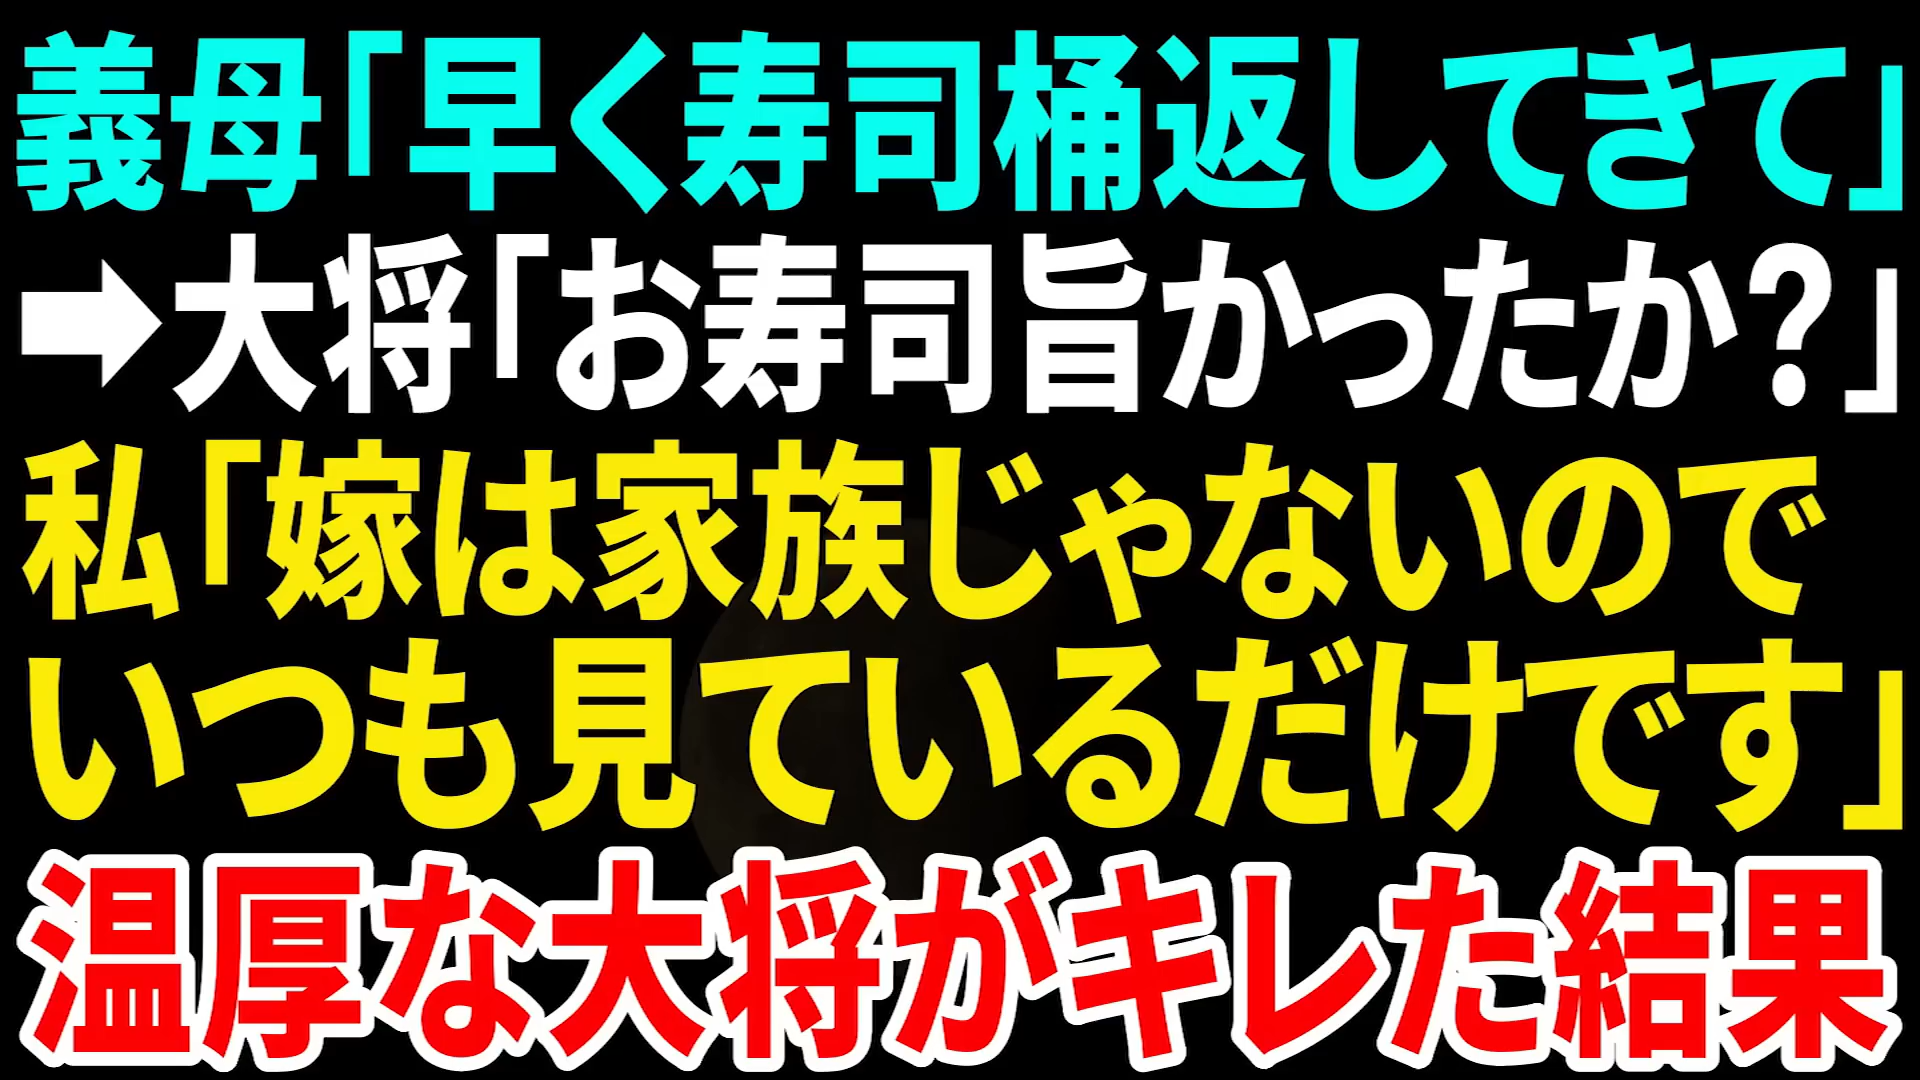 義母「早く寿司桶返してきて」
➡大将「お寿司旨かったか?」
私「嫁は家族じゃないので
いつも見ているだけです」
温厚な大将がキレた結果